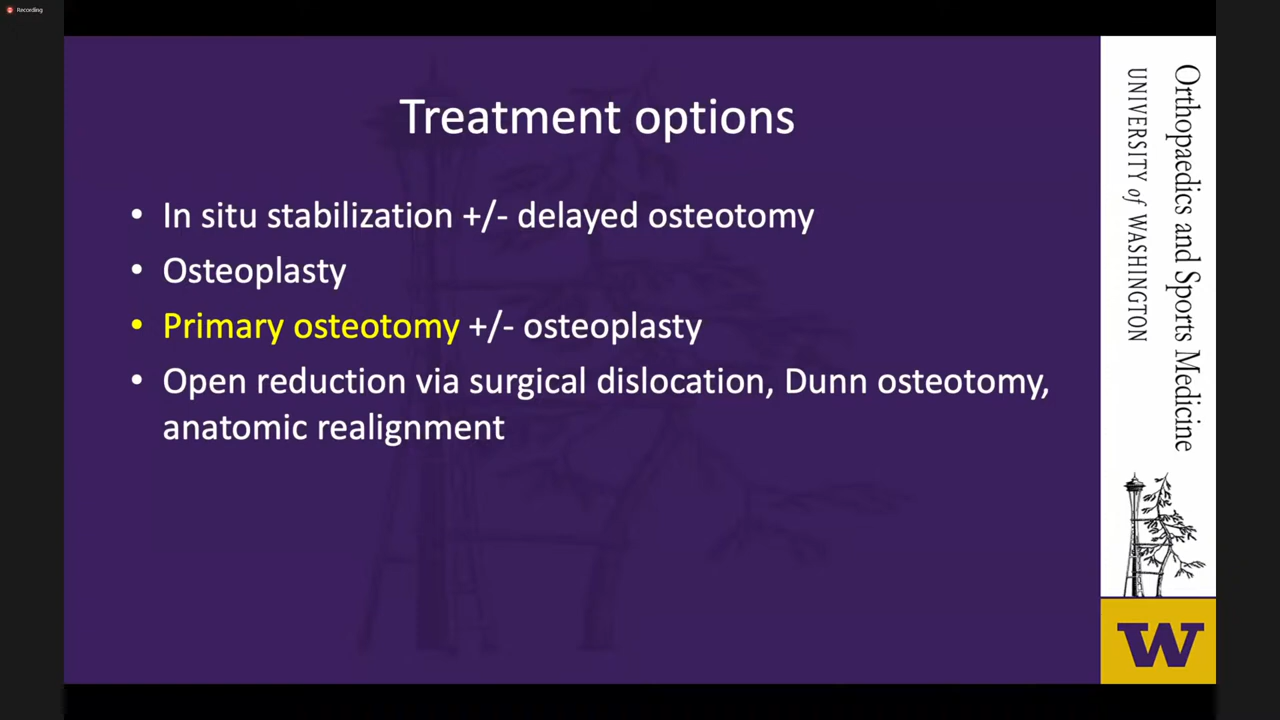 Recording
Treatment options
• In situ stabilization +/- delayed osteotomy
• Osteoplasty
• Primary osteotomy +/- osteoplasty
• Open reduction via surgical dislocation, Dunn osteotomy,
anatomic realignment
Orthopaedics and Sports Medicine
UNIVERSITY of WASHINGTON
W